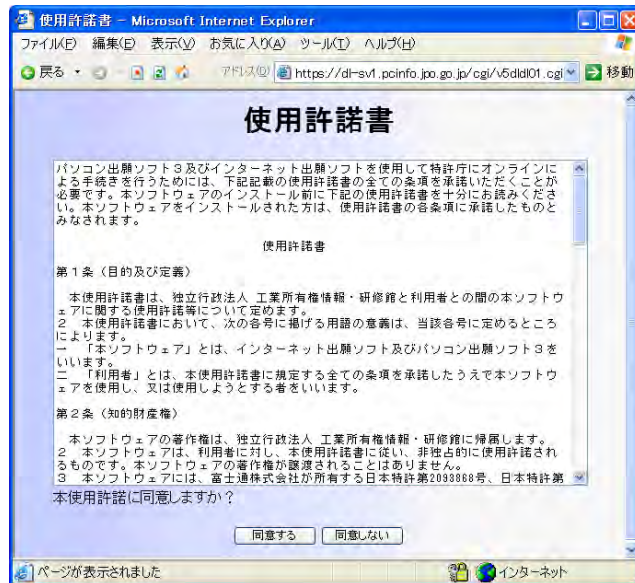 使用許諾書 - Microsoft Internet Explorer
ファイル(F) 編集(E) 表示(V) お気に入り(A) ツール(T) ヘルプ(H)
戻る アドレス(D) https://dl-sv1.pcinfo.jpo.go.jp/cgi/v5dldl01.cgi 移動
使用許諾書
パソコン出願ソフト3及びインターネット出願ソフトを使用して特許庁にオンラインに
よる手続きを行うためには、下記記載の使用許諾書の全ての条項を承諾いただくことが
必要です。本ソフトウェアのインストール前に下記の使用許諾書を十分にお読みくださ
い。本ソフトウェアをインストールされた方は、使用許諾書の各条項に承諾したものと
みなされます。
使用許諾書
第1条（目的及び定義）
本使用許諾書は、独立行政法人 工業所有権情報・研修館と利用者との間の本ソフトウ
ェアに関する使用許諾等について定めます。
2 本使用許諾書において、次の各号に掲げる用語の意義は、当該各号に定めるところ
によります。
一 「本ソフトウェア」とは、インターネット出願ソフト及びパソコン出願ソフト3を
いいます。
二 「利用者」とは、本使用許諾書に規定する全ての条項を承諾したうえで本ソフトウ
ェアを使用し、又は使用しようとする者をいいます。
第2条（知的財産権）
本ソフトウェアの著作権は、独立行政法人 工業所有権情報・研修館に帰属します。
2 本ソフトウェアは、利用者に対し、本使用許諾書に従い、非独占的に使用許諾され
るものです。本ソフトウェアの著作権が譲渡されることはありません。
3 本ソフトウェアには、富士通株式会社が所有する日本特許第2093868号、日本特許第
本使用許諾に同意しますか？
同意する 同意しない
ページが表示されました インターネット